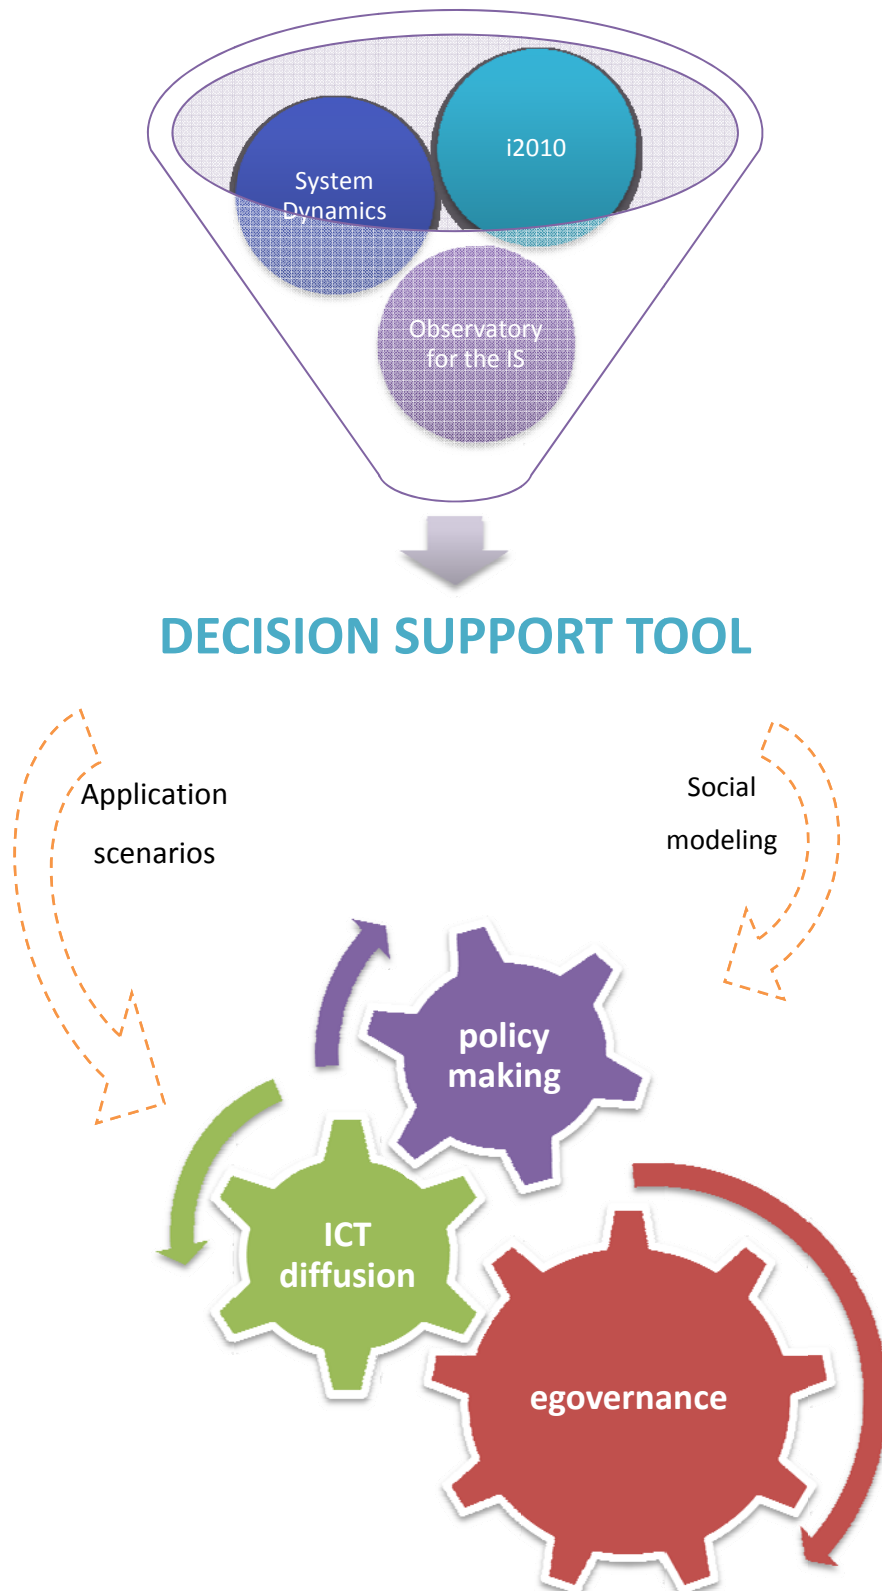 i2010
System
Dynamics
Observatory
for the IS
DECISION SUPPORT TOOL
Application
scenarios
Social
modeling
policy
making
ICT
diffusion
egovernance